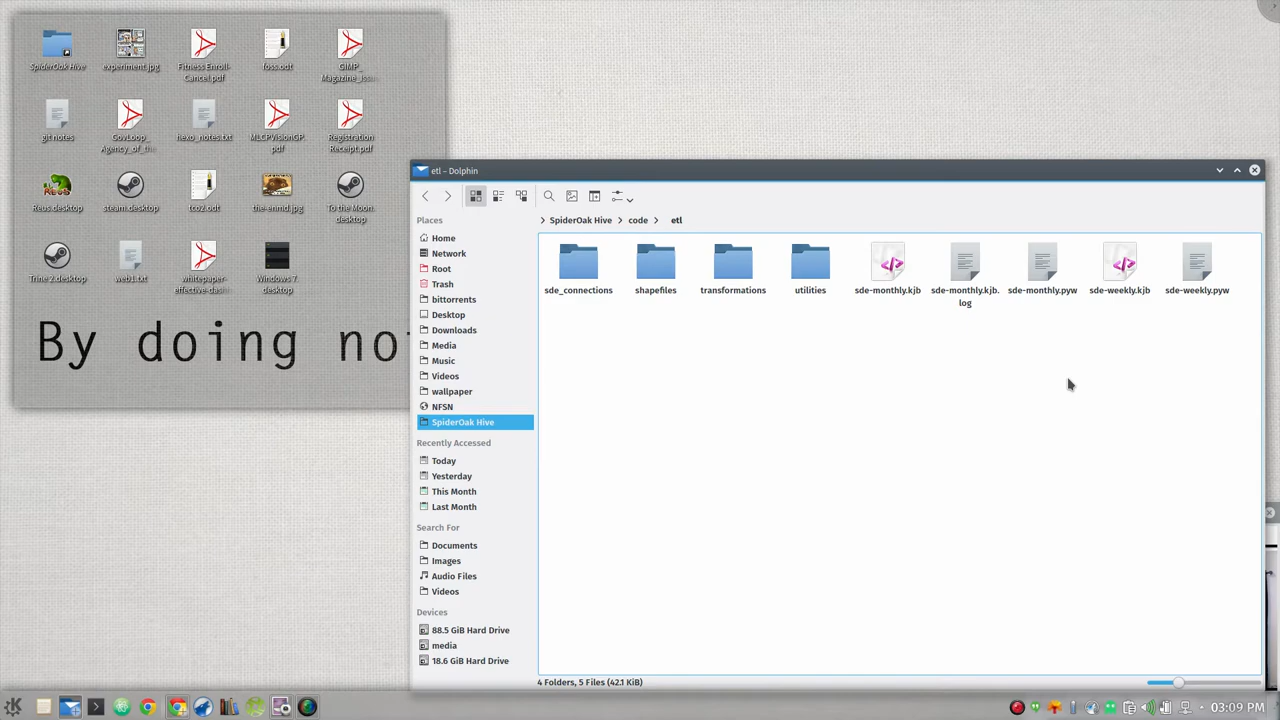 SpiderOak Hive
experiment.jpg
Fitness Enroll-
Cancel.pdf
foss.odt
GIMP_
Magazine_Issu
git.notes
GovLoop_
Agency_of_the
hexo_notes.txt
MLCPVisionGP.
pdf
Registration
Receipt.pdf
Reus.desktop
steam.desktop
tco2.odt
the-enmd.jpg
To the Moon.
desktop
Trine 2.desktop
web1.txt
whitepaper-
effective-dash
Windows 7.
desktop
By doing no
etl – Dolphin
SpiderOak Hive
code
etl
Places
Home
Network
Root
Trash
bittorrents
Desktop
Downloads
Media
Music
Videos
wallpaper
NFSN
SpiderOak Hive
Recently Accessed
Today
Yesterday
This Month
Last Month
Search For
Documents
Images
Audio Files
Videos
Devices
88.5 GiB Hard Drive
media
18.6 GiB Hard Drive
sde_connections
shapefiles
transformations
utilities
sde-monthly.kjb
sde-monthly.kjb.
log
sde-monthly.pyw
sde-weekly.kjb
sde-weekly.pyw
4 Folders, 5 Files (42.1 KiB)
03:09 PM